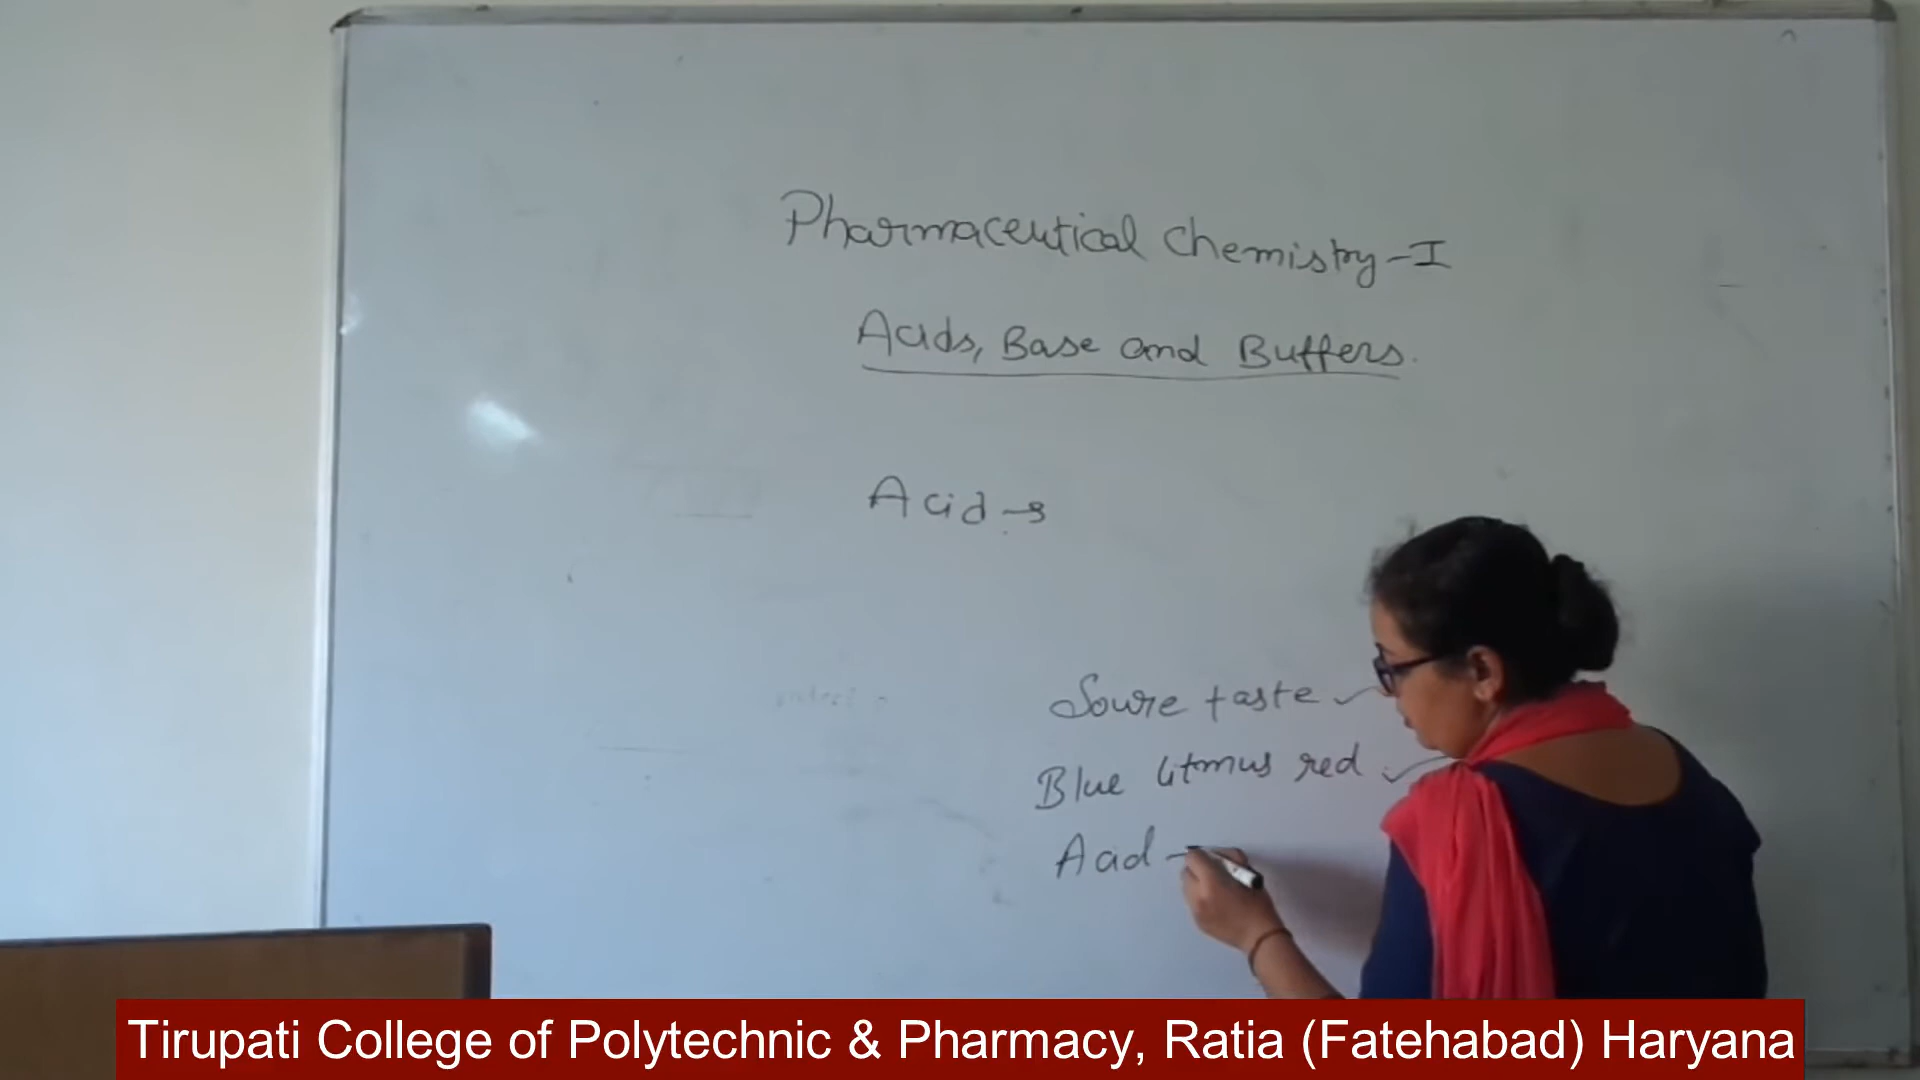 Pharmaceutical Chemistry-I
Acids, Base and Buffers.
Acid →
Soure taste ✓
Blue litmus red ✓
Acid -
Tirupati College of Polytechnic & Pharmacy, Ratia (Fatehabad) Haryana